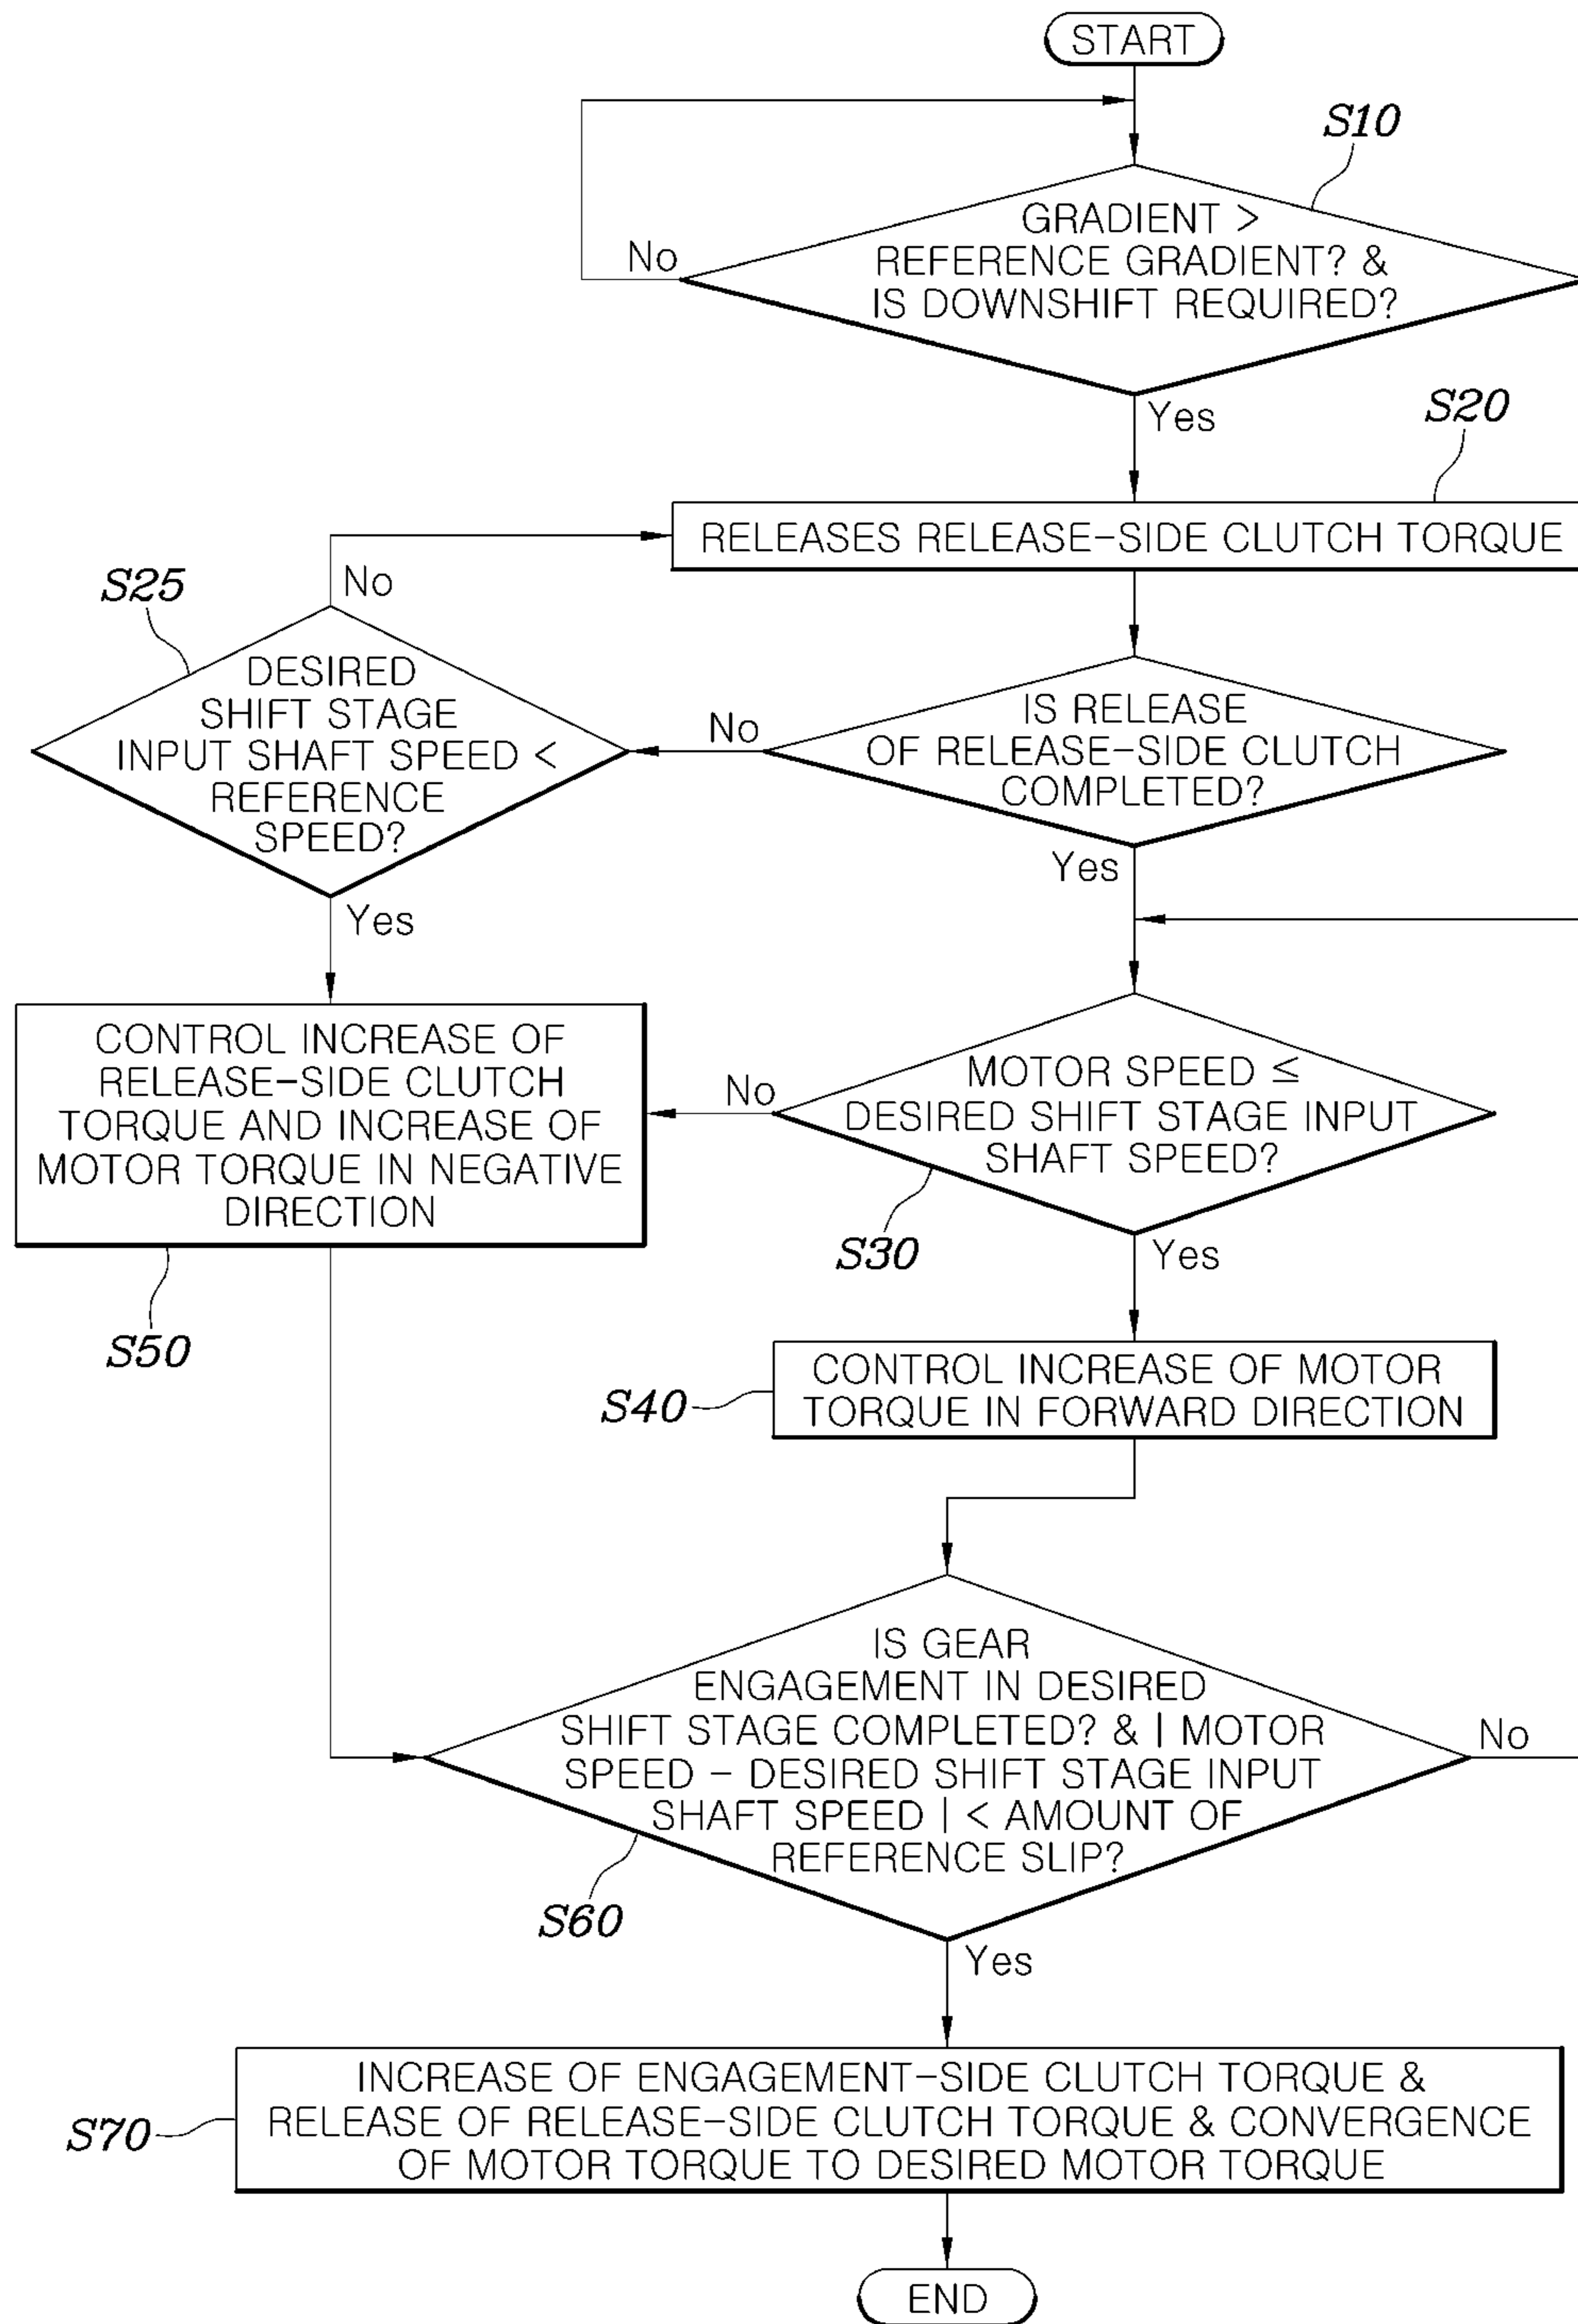 START
S10
GRADIENT >
REFERENCE GRADIENT? &
IS DOWNSHIFT REQUIRED?
No
Yes
S20
RELEASES RELEASE-SIDE CLUTCH TORQUE
No
S25
DESIRED
SHIFT STAGE
INPUT SHAFT SPEED <
REFERENCE
SPEED?
No
IS RELEASE
OF RELEASE-SIDE CLUTCH
COMPLETED?
Yes
Yes
CONTROL INCREASE OF
RELEASE-SIDE CLUTCH
TORQUE AND INCREASE OF
MOTOR TORQUE IN NEGATIVE
DIRECTION
S50
No
MOTOR SPEED ≤
DESIRED SHIFT STAGE INPUT
SHAFT SPEED?
S30
Yes
S40
CONTROL INCREASE OF MOTOR
TORQUE IN FORWARD DIRECTION
IS GEAR
ENGAGEMENT IN DESIRED
SHIFT STAGE COMPLETED? & | MOTOR
SPEED - DESIRED SHIFT STAGE INPUT
SHAFT SPEED | < AMOUNT OF
REFERENCE SLIP?
No
S60
Yes
S70
INCREASE OF ENGAGEMENT-SIDE CLUTCH TORQUE &
RELEASE OF RELEASE-SIDE CLUTCH TORQUE & CONVERGENCE
OF MOTOR TORQUE TO DESIRED MOTOR TORQUE
END